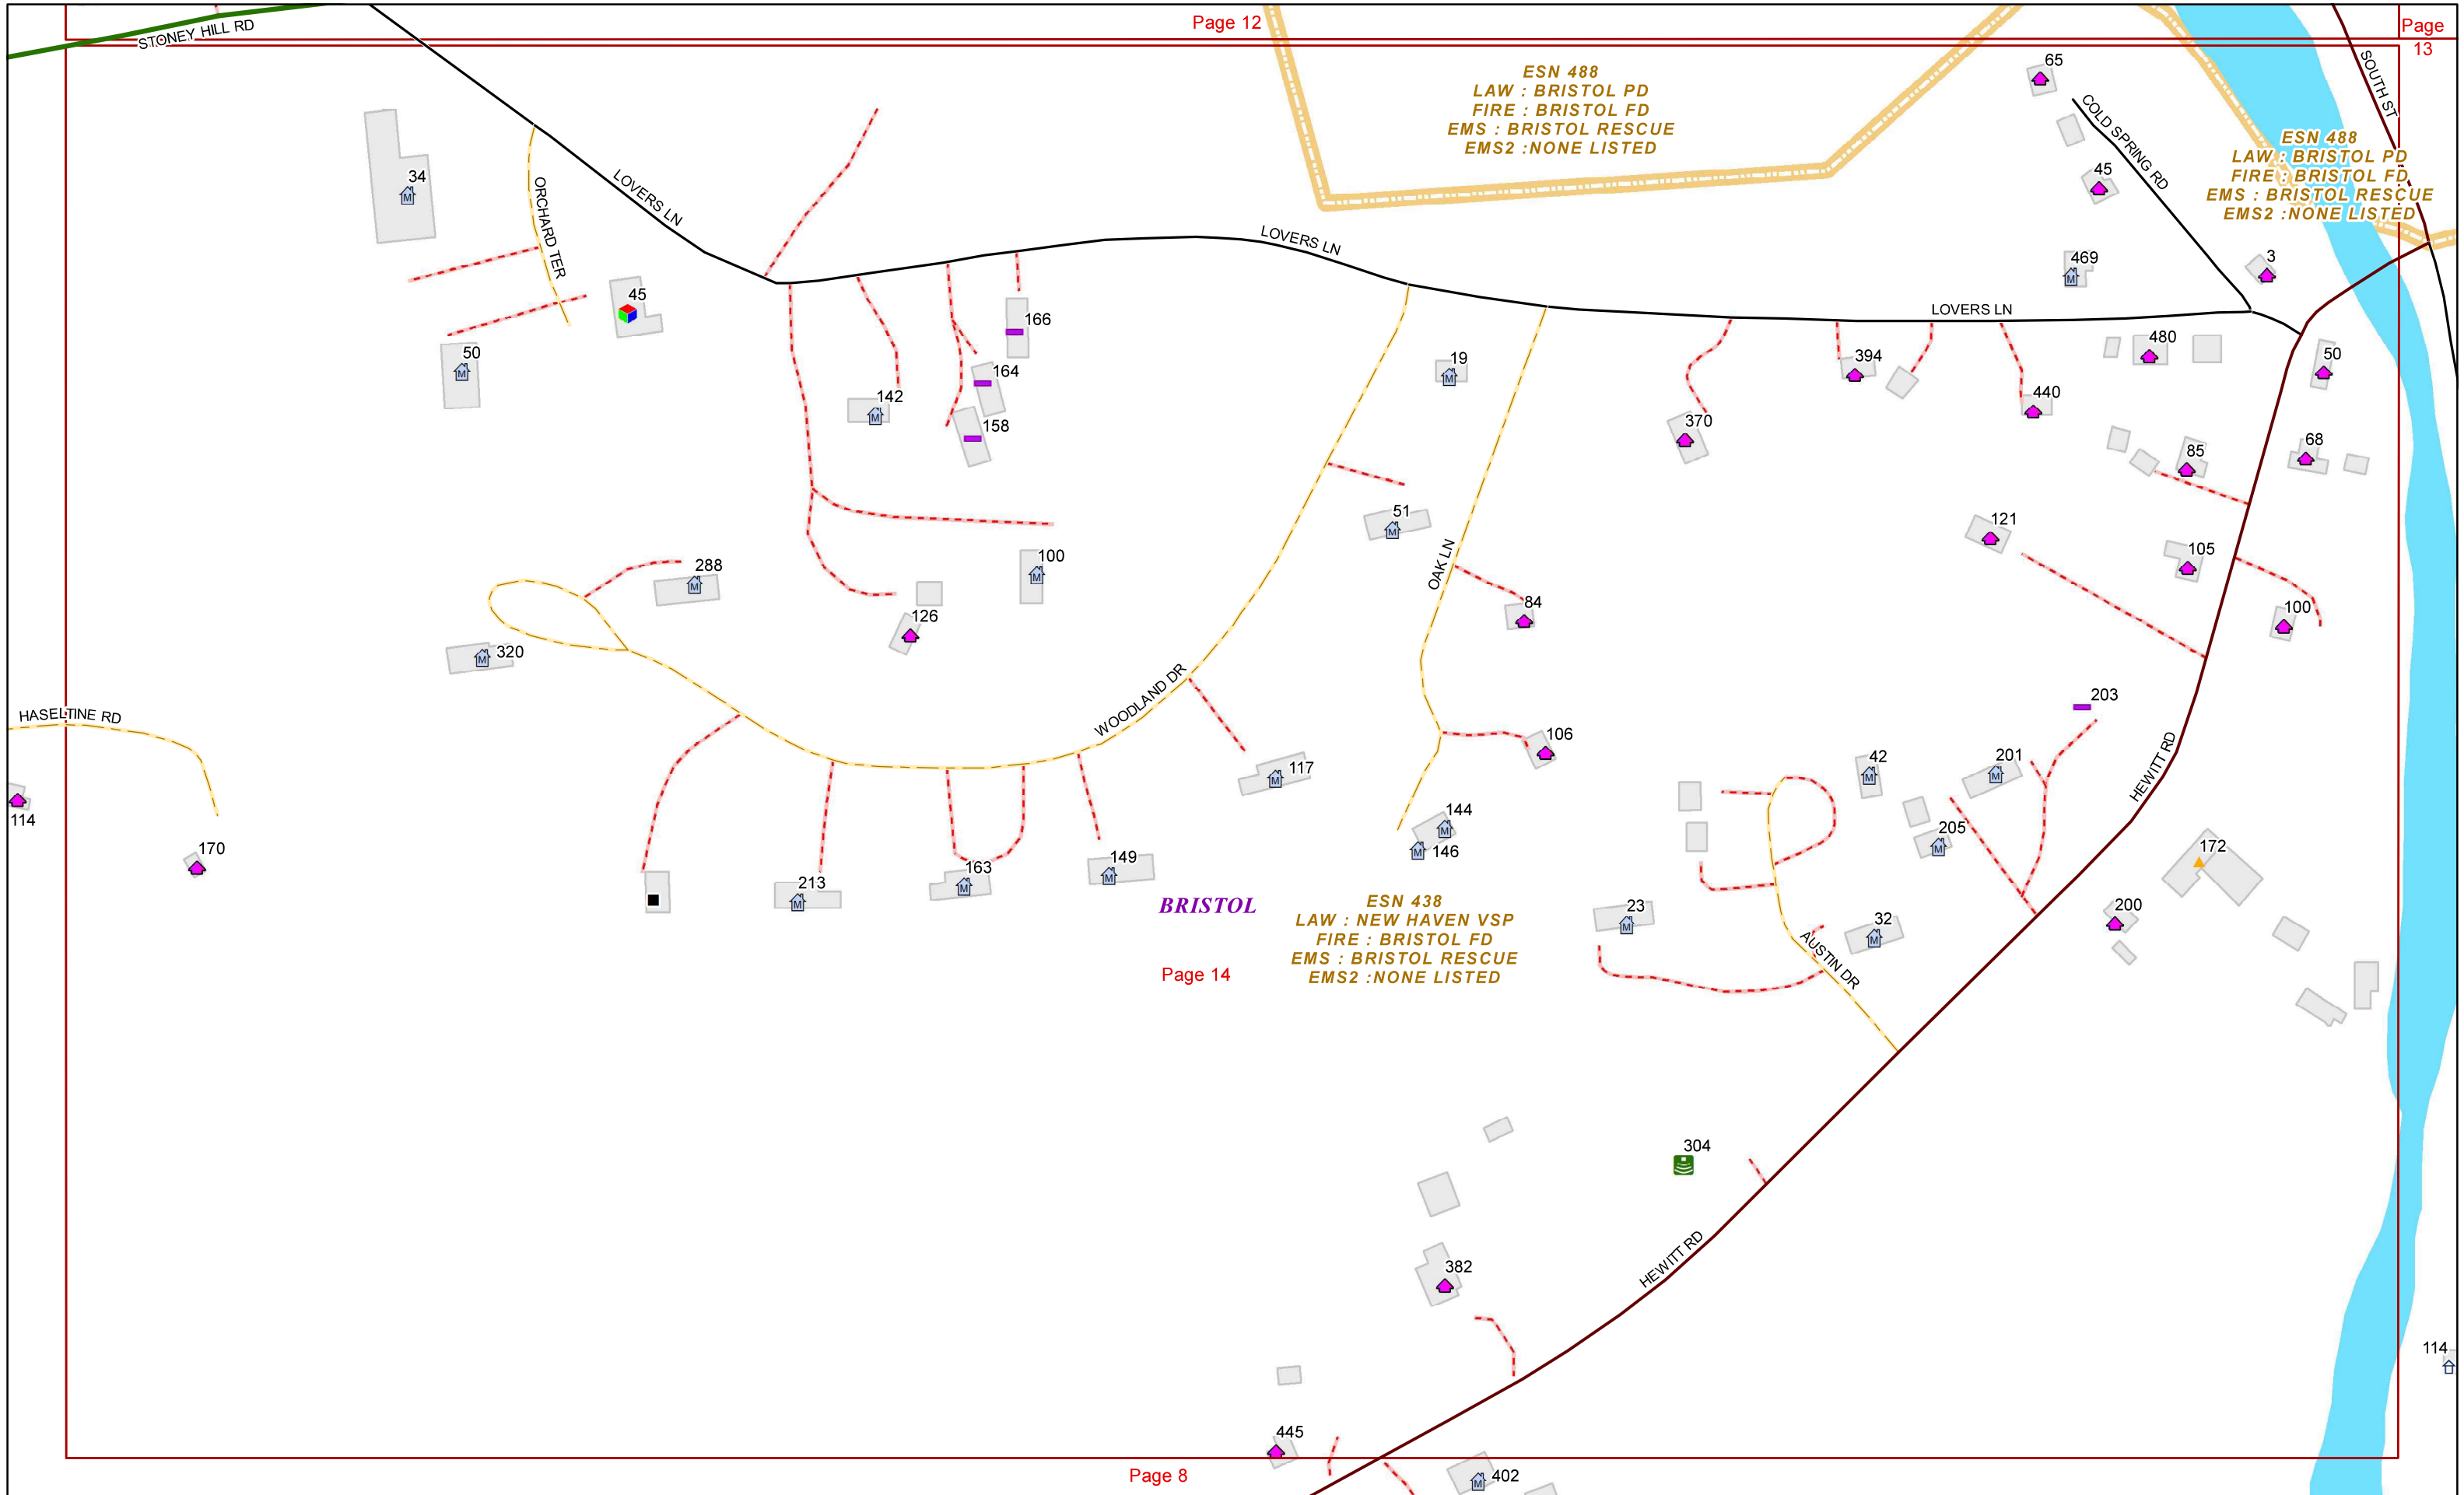 Page 12
Page
13
STONEY HILL RD
SOUTH ST
ESN 488
LAW : BRISTOL PD
FIRE : BRISTOL FD
EMS : BRISTOL RESCUE
EMS2 :NONE LISTED
65
COLD SPRING RD
ESN 488
LAW : BRISTOL PD
FIRE : BRISTOL FD
EMS : BRISTOL RESCUE
EMS2 :NONE LISTED
34
ORCHARD TER
LOVERS LN
45
LOVERS LN
469
3
45
166
LOVERS LN
50
164
19
394
480
50
142
158
370
440
68
85
51
121
105
288
100
OAK LN
84
100
126
320
WOODLAND DR
203
HASELTINE RD
106
42
201
HEWITT RD
117
114
144
146
205
172
170
149
163
213
BRISTOL
ESN 438
LAW : NEW HAVEN VSP
FIRE : BRISTOL FD
EMS : BRISTOL RESCUE
EMS2 :NONE LISTED
23
32
200
AUSTIN DR
Page 14
304
HEWITT RD
382
114
445
402
Page 8